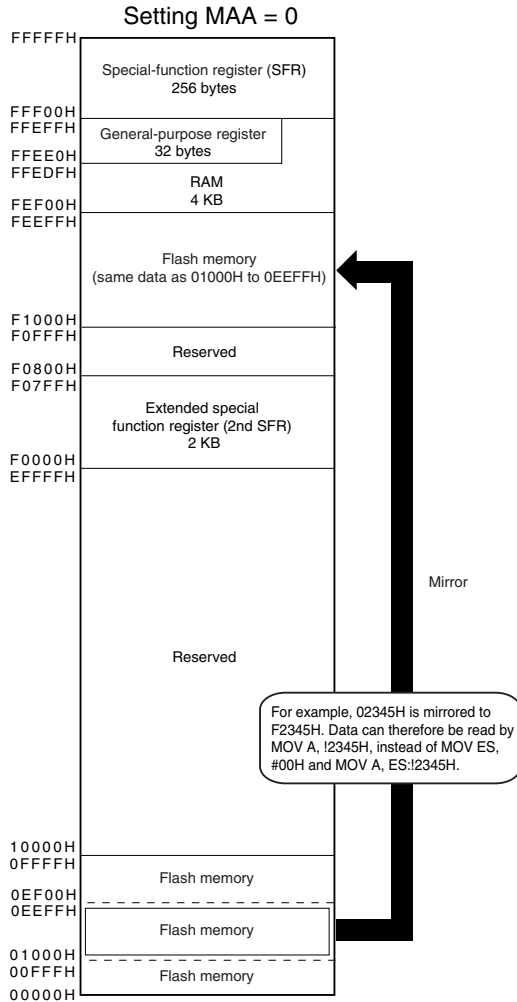 Setting MAA = 0
FFFFFH
Special-function register (SFR)
256 bytes
FFF00H
FFEFFH
General-purpose register
32 bytes
FFEE0H
FFEDFH
RAM
4 KB
FEF00H
FEEFFH
Flash memory
(same data as 01000H to 0EEFFH)
F1000H
F0FFFH
Reserved
F0800H
F07FFH
Extended special
function register (2nd SFR)
2 KB
F0000H
EFFFFH
Mirror
Reserved
For example, 02345H is mirrored to
F2345H. Data can therefore be read by
MOV A, !2345H, instead of MOV ES,
#00H and MOV A, ES:!2345H.
10000H
0FFFFH
Flash memory
0EF00H
0EEFFH
Flash memory
01000H
00FFFH
Flash memory
00000H